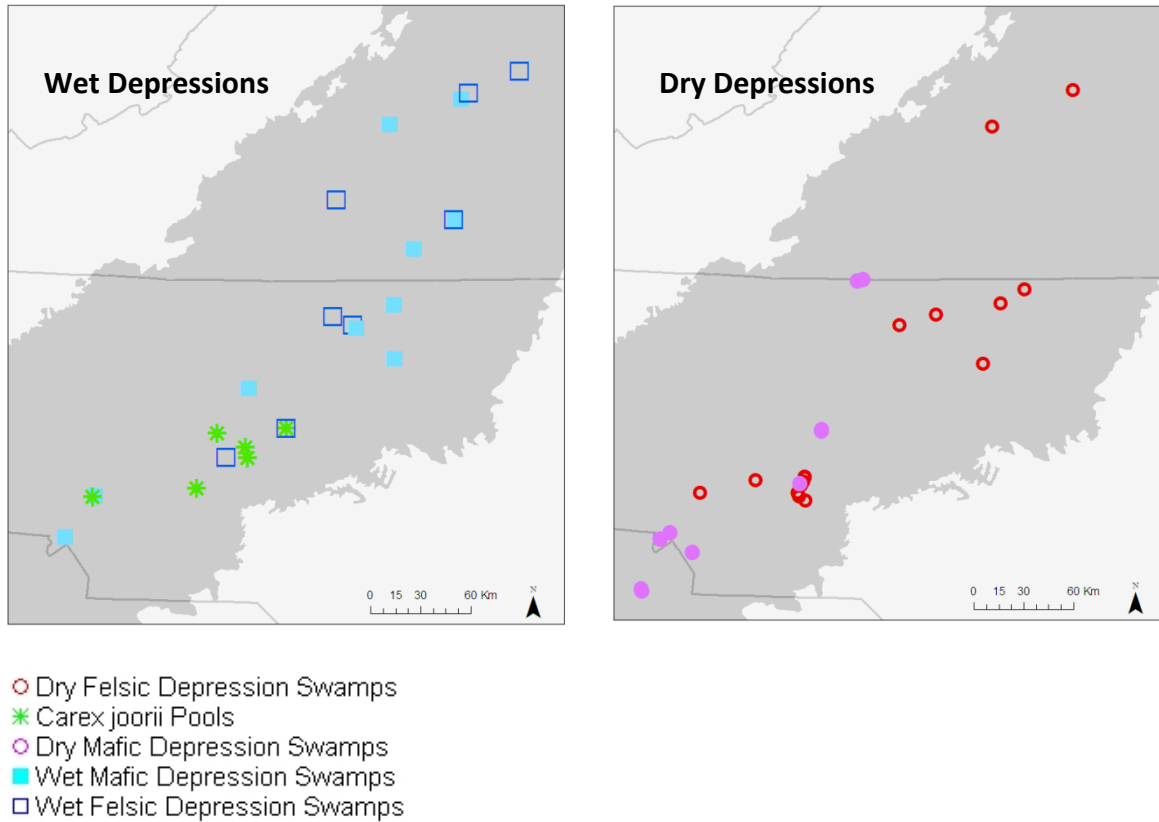 Wet Depressions
0 15 30 60 Km
N
Dry Depressions
0 15 30 60 Km
N
Dry Felsic Depression Swamps
Carex joorii Pools
Dry Mafic Depression Swamps
Wet Mafic Depression Swamps
Wet Felsic Depression Swamps